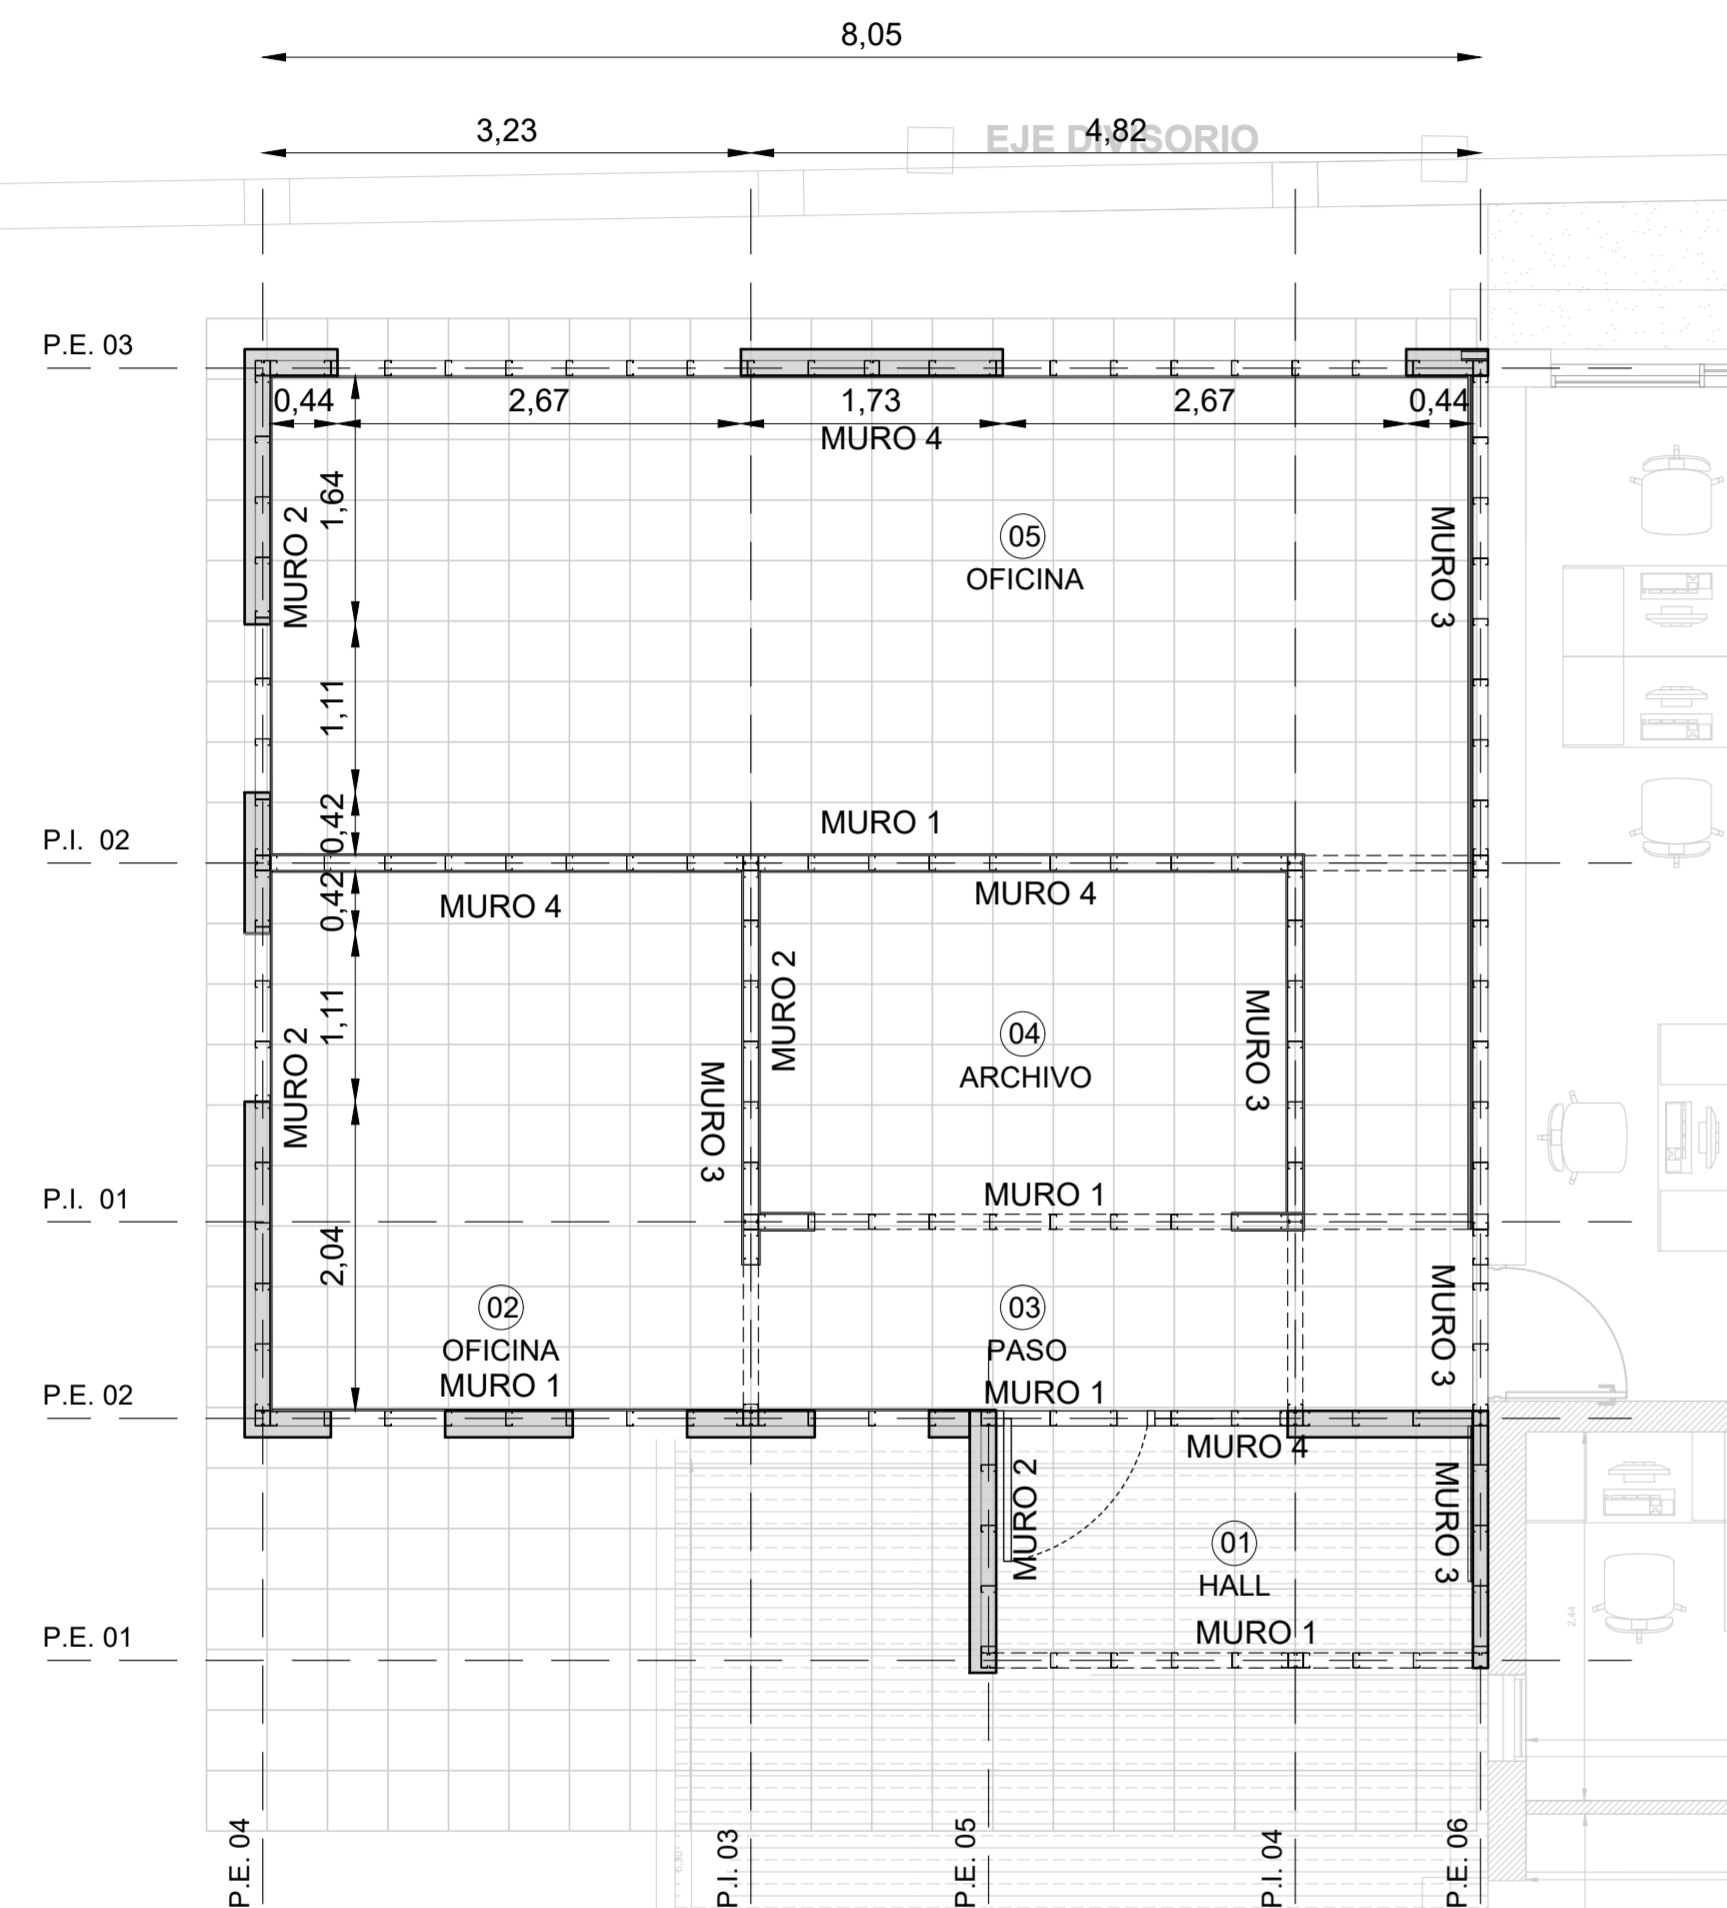 8,05
3,23
4,82
EJE DIVISORIO
P.E. 03
0,44
2,67
1,73
2,67
0,44
MURO 4
1,64
MURO 2
05
OFICINA
MURO 3
1,11
0,42
MURO 1
P.I. 02
0,42
MURO 4
MURO 4
MURO 2
1,11
MURO 2
04
ARCHIVO
MURO 3
MURO 3
MURO 1
P.I. 01
2,04
02
OFICINA
MURO 1
03
PASO
MURO 1
MURO 3
P.E. 02
MURO 4
MURO 2
01
HALL
MURO 3
MURO 1
2.44
P.E. 01
P.E. 04
P.I. 03
P.E. 05
P.I. 04
P.E. 06